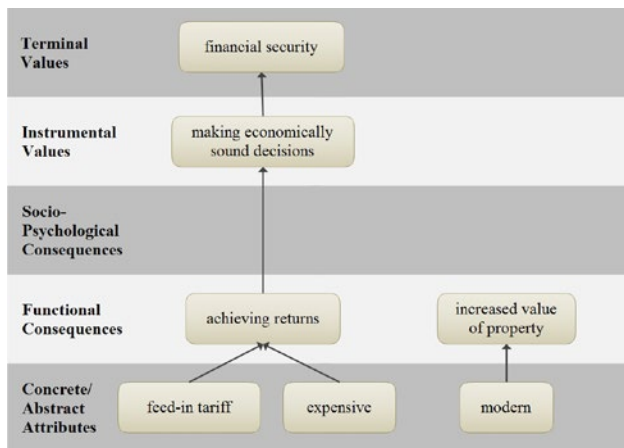 Terminal
Values
financial security
Instrumental
Values
making economically
sound decisions
Socio-
Psychological
Consequences
Functional
Consequences
achieving returns
increased value
of property
Concrete/
Abstract
Attributes
feed-in tariff
expensive
modern